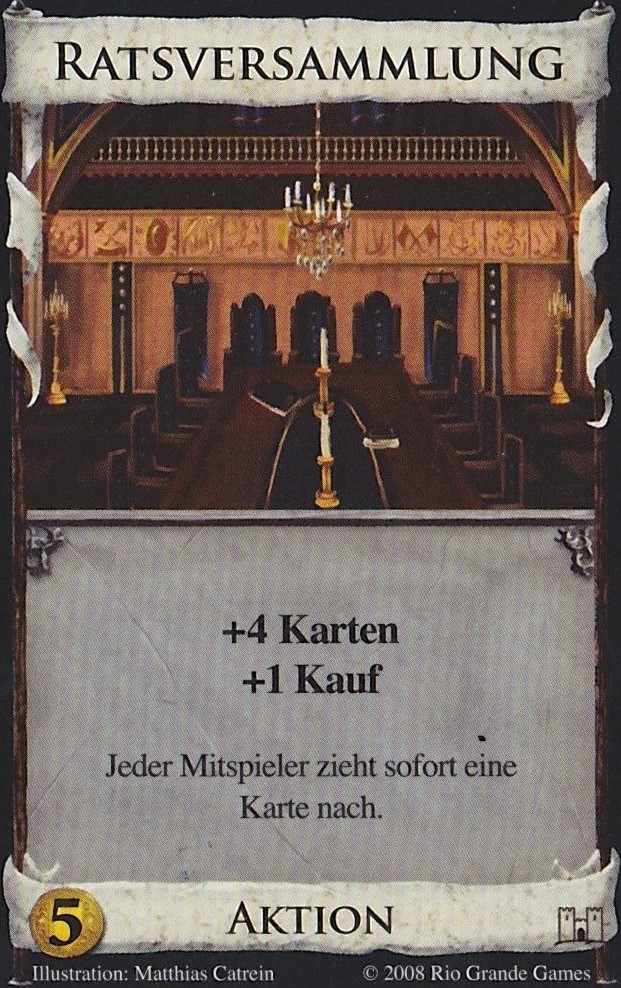 RATSVERSAMMLUNG
+4 Karten
+1 Kauf
Jeder Mitspieler zieht sofort eine
Karte nach.
5
AKTION
Illustration: Matthias Catrein
© 2008 Rio Grande Games